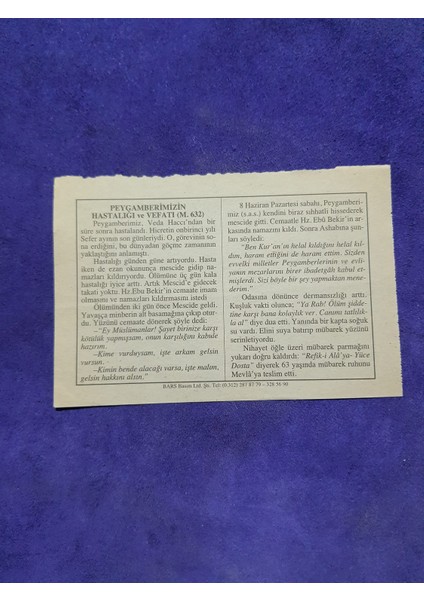 PEYGAMBERİMİZİN
HASTALIĞI ve VEFATI (M. 632)
Peygamberimiz, Veda Haccı'ndan bir
süre sonra hastalandı. Hicretin onbirinci yılı
Sefer ayının son günleriydi. O, görevinin so-
na erdiğini, bu dünyadan göçme zamanının
yaklaştığını anlamıştı.
Hastalığı günden güne artıyordu. Hasta
iken de ezan okununca mescide gidip na-
mazları kıldırıyordu. Ölümüne üç gün kala
hastalığı iyice arttı. Artık Mescid'e gidecek
takati yoktu. Hz.Ebu Bekir'in cemaate imam
olmasını ve namazları kıldırmasını istedi
Ölümünden iki gün önce Mescide geldi.
Yavaşça minberin alt basamağına çıkıp otur-
du. Yüzünü cemaate dönerek şöyle dedi:
–"Ey Müslümanlar! Şayet birinize karşı
kötülük yapmışsam, onun karşılığını kabule
hazırım.
–Kime vurduysam, işte arkam gelsin
vursun.
–Kimin bende alacağı varsa, işte malım,
gelsin hakkını alsın."
8 Haziran Pazartesi sabahı, Peygamberi-
miz (s.a.s.) kendini biraz sıhhatli hissederek
mescide gitti. Cemaatle Hz. Ebû Bekir'in ar-
kasında namazını kıldı. Sonra Ashabına şun-
ları söyledi:
"Ben Kur'an'ın helal kıldığını helal kıl-
dım, haram ettiğini de haram ettim. Sizden
evvelki milletler Peygamberlerinin ve evli-
yanın mezarlarını birer ibadetgâh kabul et-
mişlerdi. Sizi böyle bir şey yapmaktan mene-
derim."
Odasına dönünce dermansızlığı arttı.
Kuşluk vakti olunca; "Ya Rab! Ölüm şidde-
tine karşı bana kolaylık ver. Canımı tatlılık-
la al" diye dua etti. Yanında bir kapta soğuk
su vardı. Elini suya batırıp mübarek yüzünü
serinletiyordu.
Nihayet öğle üzeri mübarek parmağını
yukarı doğru kaldırdı: "Refik-i Alâ'ya- Yüce
Dosta" diyerek 63 yaşında mübarek ruhunu
Mevlâ'ya teslim etti.
BARS Basım Ltd. Şti. Tel: (0.312)